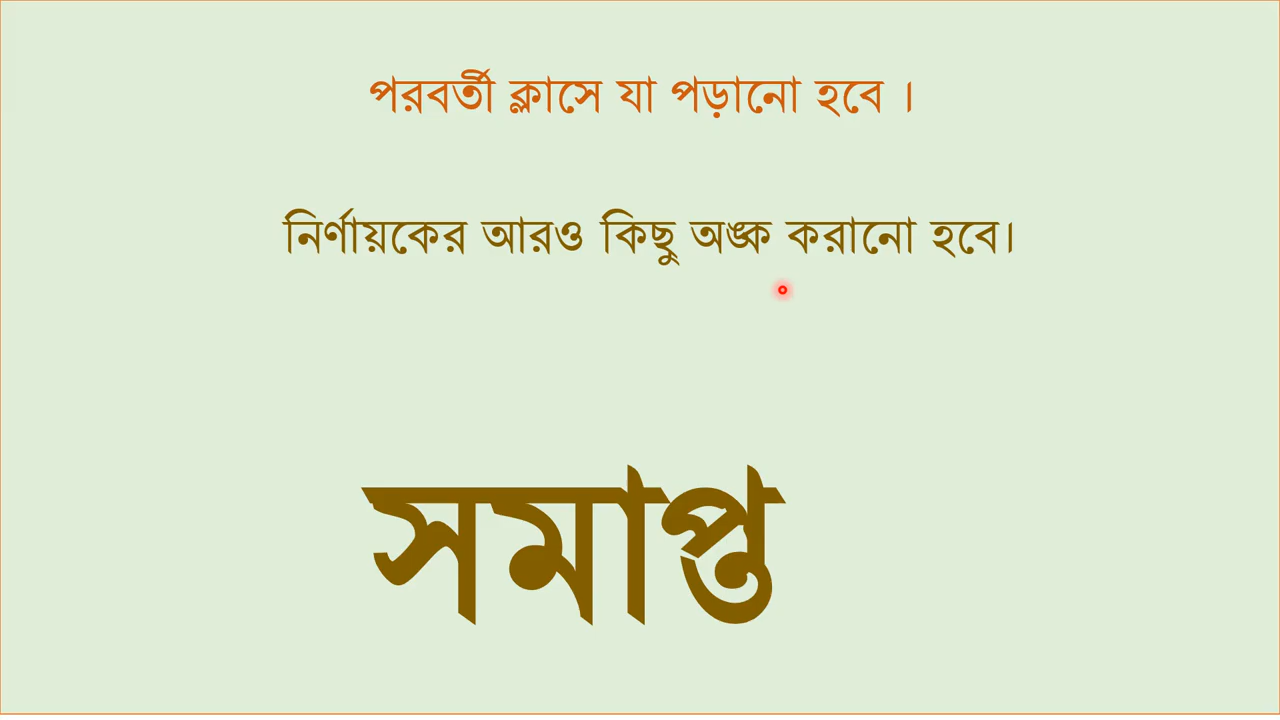 পরবর্তী ক্লাসে যা পড়ানো হবে ।
নির্ণায়কের আরও কিছু অঙ্ক করানো হবে।
সমাপ্ত